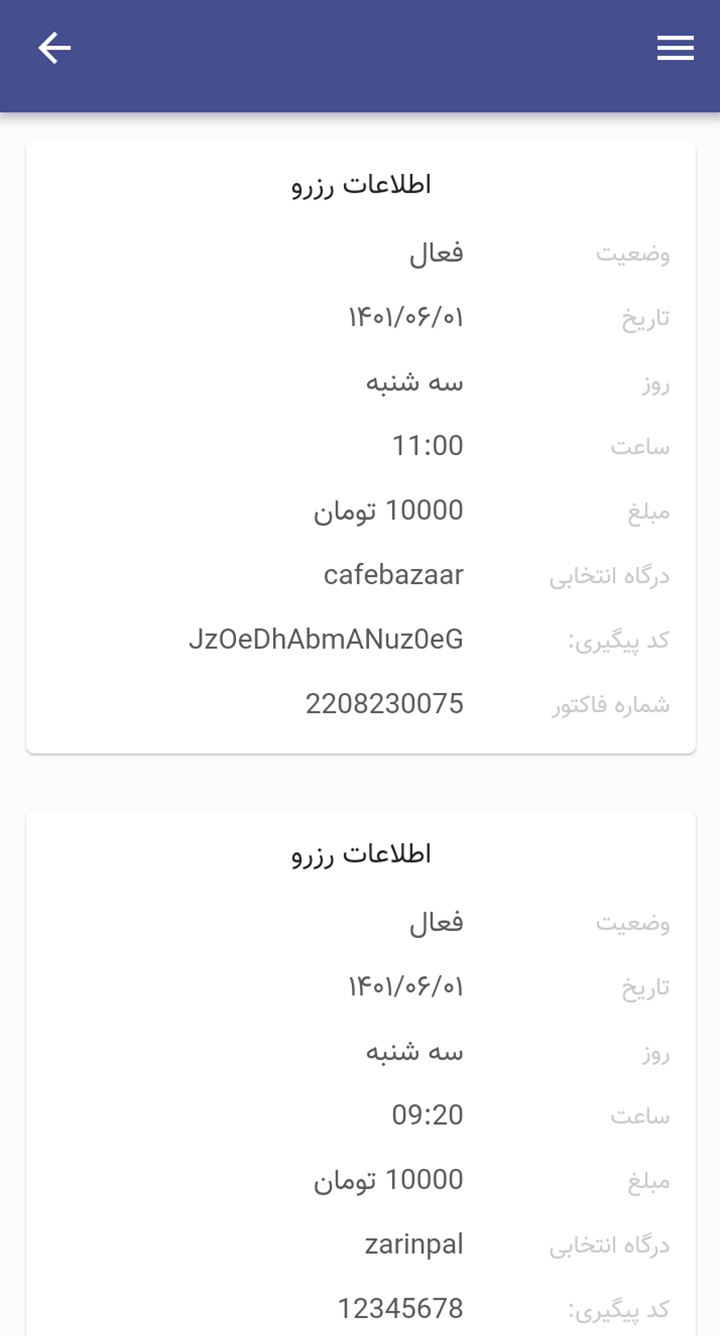 اطلاعات رزرو
وضعیت فعال
تاریخ ۱۴۰۱/۰۶/۰۱
روز سه شنبه
ساعت 11:00
مبلغ 10000 تومان
درگاه انتخابی cafebazaar
کد پیگیری: JzOeDhAbmANuz0eG
شماره فاکتور 2208230075
اطلاعات رزرو
وضعیت فعال
تاریخ ۱۴۰۱/۰۶/۰۱
روز سه شنبه
ساعت 09:20
مبلغ 10000 تومان
درگاه انتخابی zarinpal
کد پیگیری: 12345678